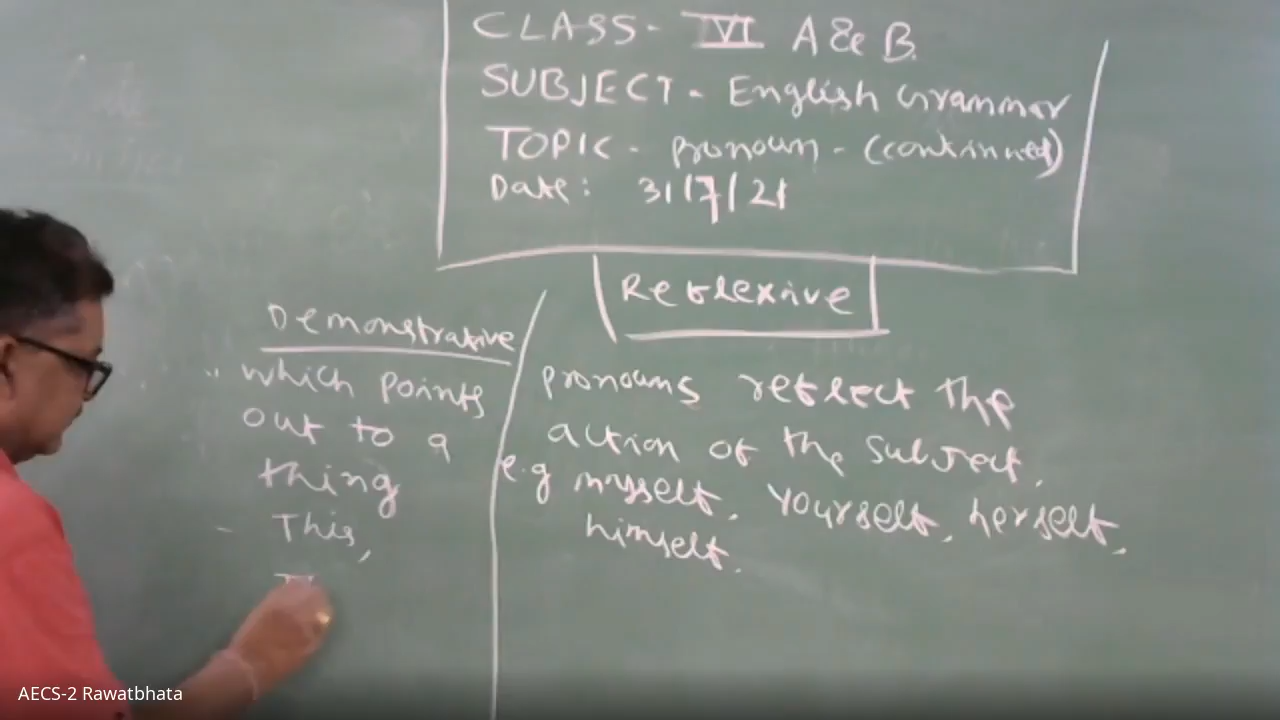 CLASS - VI A & B.
SUBJECT - English Grammar
TOPIC - pronoun - (continued)
Date : 31/7/21
Reflexive
Demonstrative
which points
out to a
thing
- This,
pronouns reflect the
action of the subject.
e.g myself, yourself, herself,
himself.
AECS-2 Rawatbhata